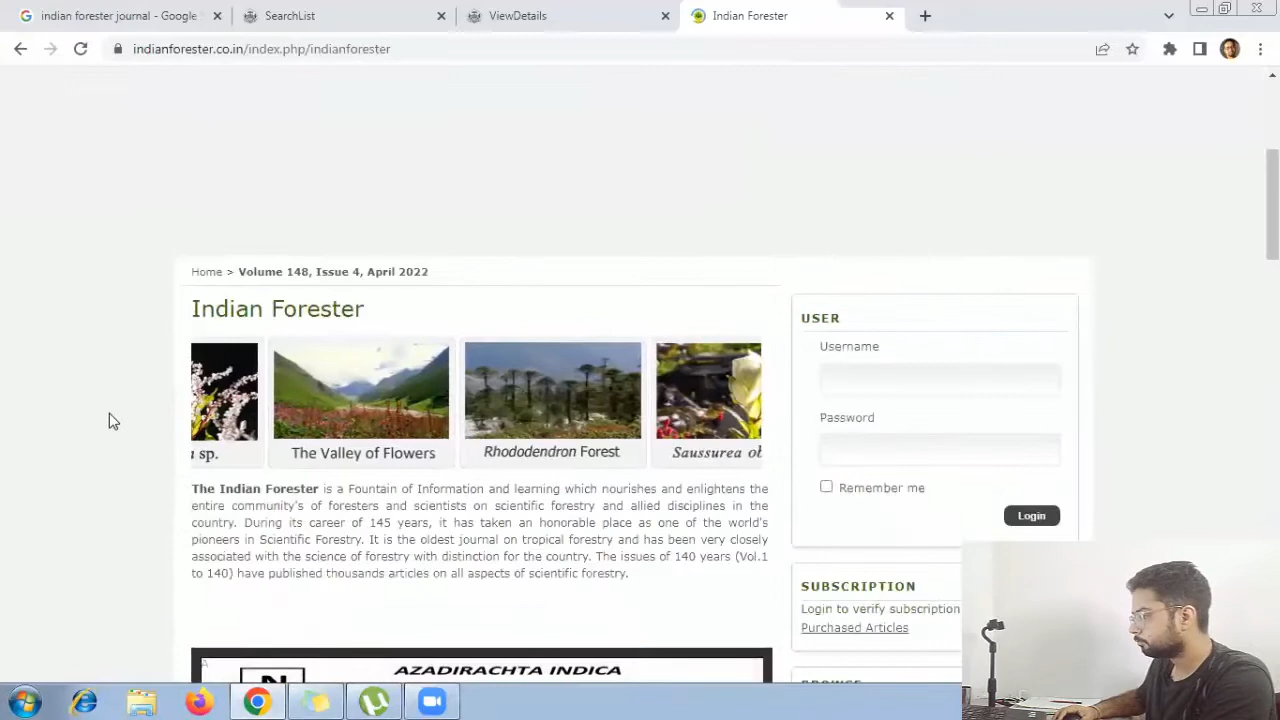 indian forester journal - Google
SearchList
ViewDetails
Indian Forester
indianforester.co.in/index.php/indianforester
Home > Volume 148, Issue 4, April 2022
Indian Forester
a sp.
The Valley of Flowers
Rhododendron Forest
Saussurea ob
The Indian Forester is a Fountain of Information and learning which nourishes and enlightens the
entire community's of foresters and scientists on scientific forestry and allied disciplines in the
country. During its career of 145 years, it has taken an honorable place as one of the world's
pioneers in Scientific Forestry. It is the oldest journal on tropical forestry and has been very closely
associated with the science of forestry with distinction for the country. The issues of 140 years (Vol.1
to 140) have published thousands articles on all aspects of scientific forestry.
AZADIRACHTA INDICA
USER
Username
Password
Remember me
Login
SUBSCRIPTION
Login to verify subscription
Purchased Articles